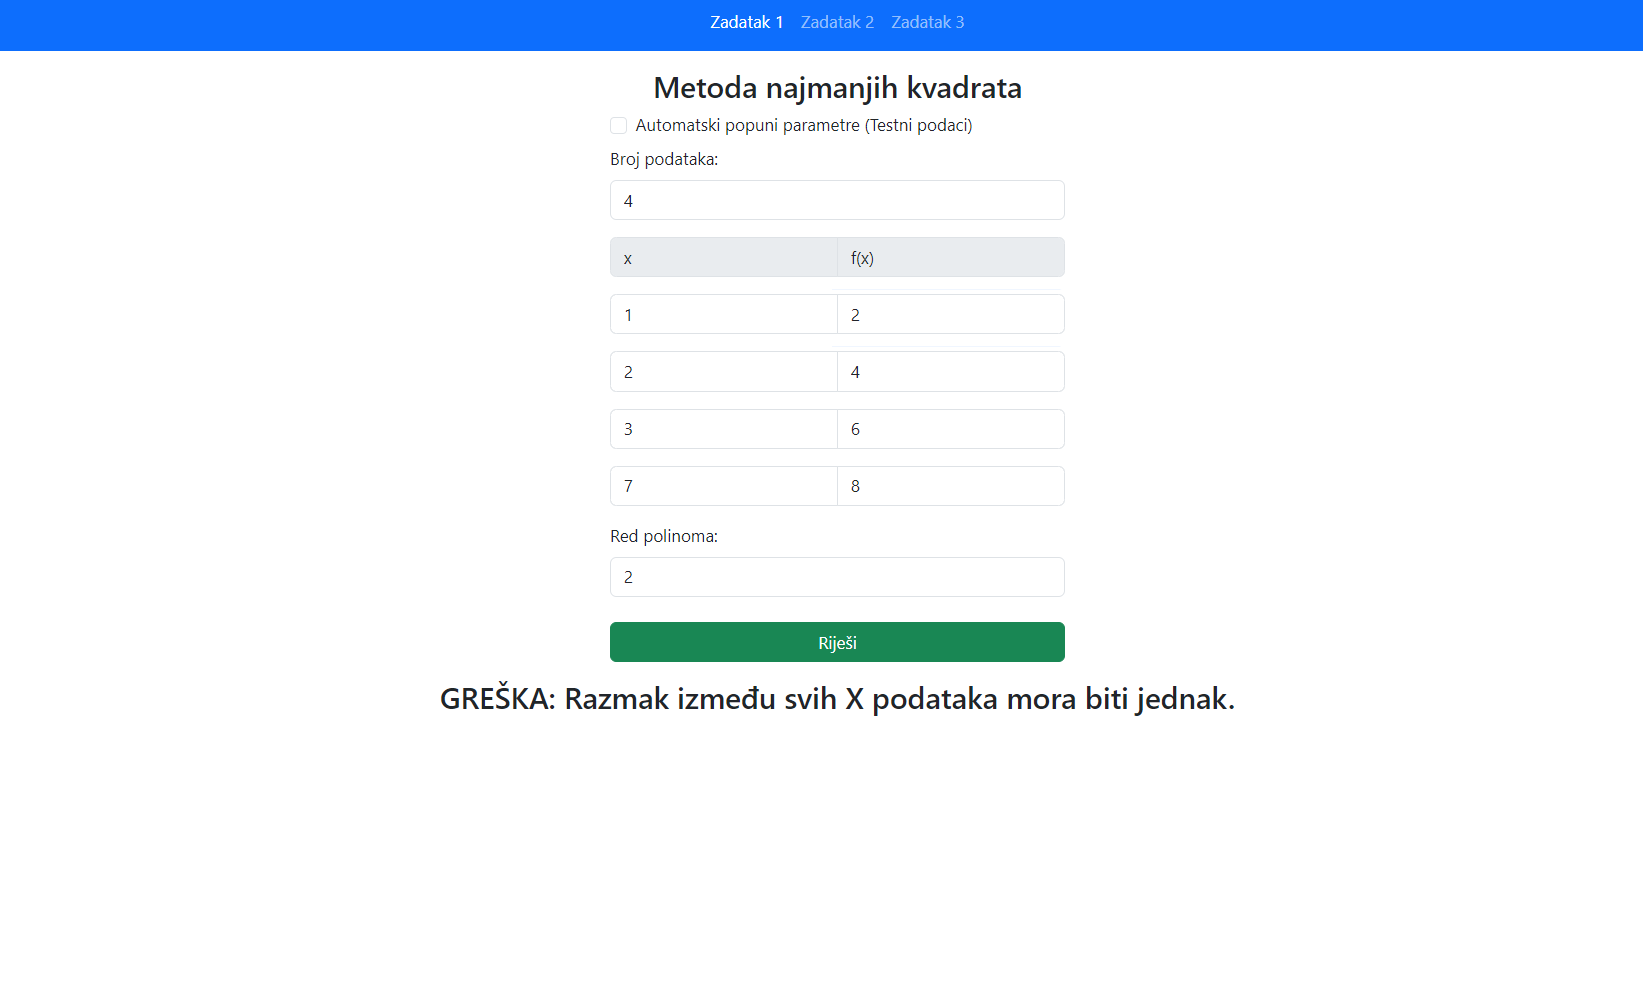 Zadatak 1 Zadatak 2 Zadatak 3
Metoda najmanjih kvadrata
Automatski popuni parametre (Testni podaci)
Broj podataka:
4
x f(x)
1 2
2 4
3 6
7 8
Red polinoma:
2
Riješi
GREŠKA: Razmak između svih X podataka mora biti jednak.